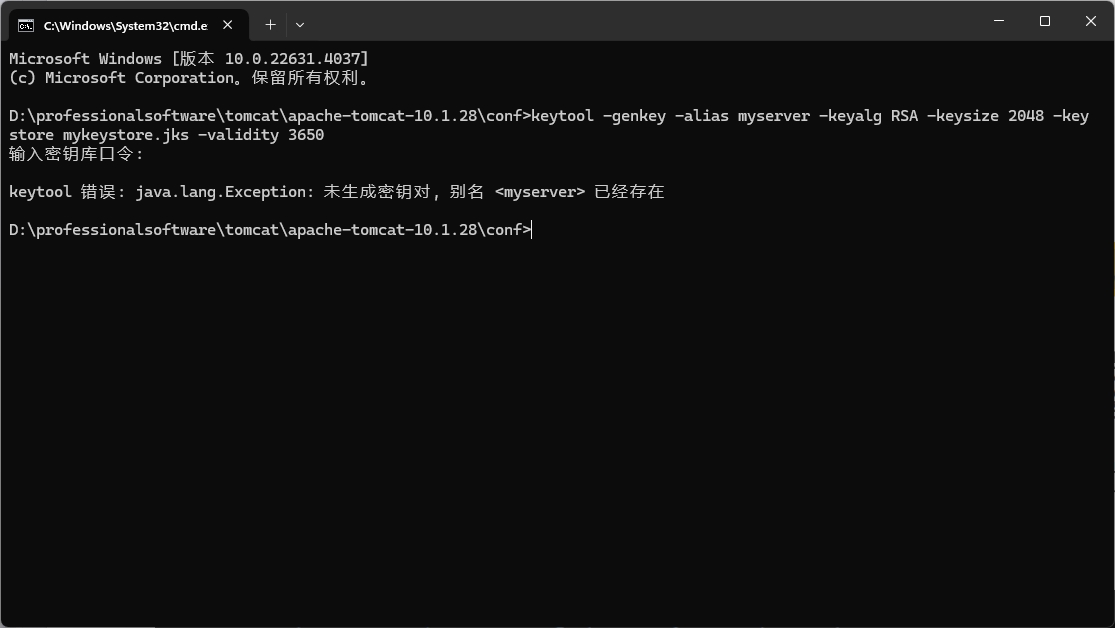 C:\Windows\System32\cmd.e
Microsoft Windows [版本 10.0.22631.4037]
(c) Microsoft Corporation。保留所有权利。
D:\professionalsoftware\tomcat\apache-tomcat-10.1.28\conf>keytool -genkey -alias myserver -keyalg RSA -keysize 2048 -key
store mykeystore.jks -validity 3650
输入密钥库口令:
keytool 错误: java.lang.Exception: 未生成密钥对, 别名 <myserver> 已经存在
D:\professionalsoftware\tomcat\apache-tomcat-10.1.28\conf>